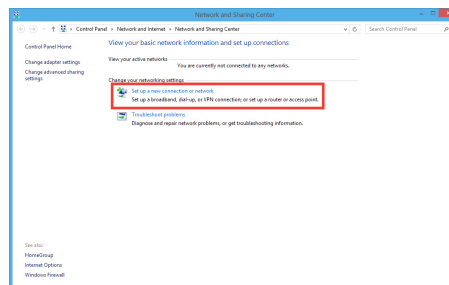 Network and Sharing Center
Control Panel › Network and Internet › Network and Sharing Center
Search Control Panel
Control Panel Home
Change adapter settings
Change advanced sharing
settings
View your basic network information and set up connections
View your active networks
You are currently not connected to any networks.
Change your networking settings
Set up a new connection or network
Set up a broadband, dial-up, or VPN connection; or set up a router or access point.
Troubleshoot problems
Diagnose and repair network problems, or get troubleshooting information.
See also
HomeGroup
Internet Options
Windows Firewall